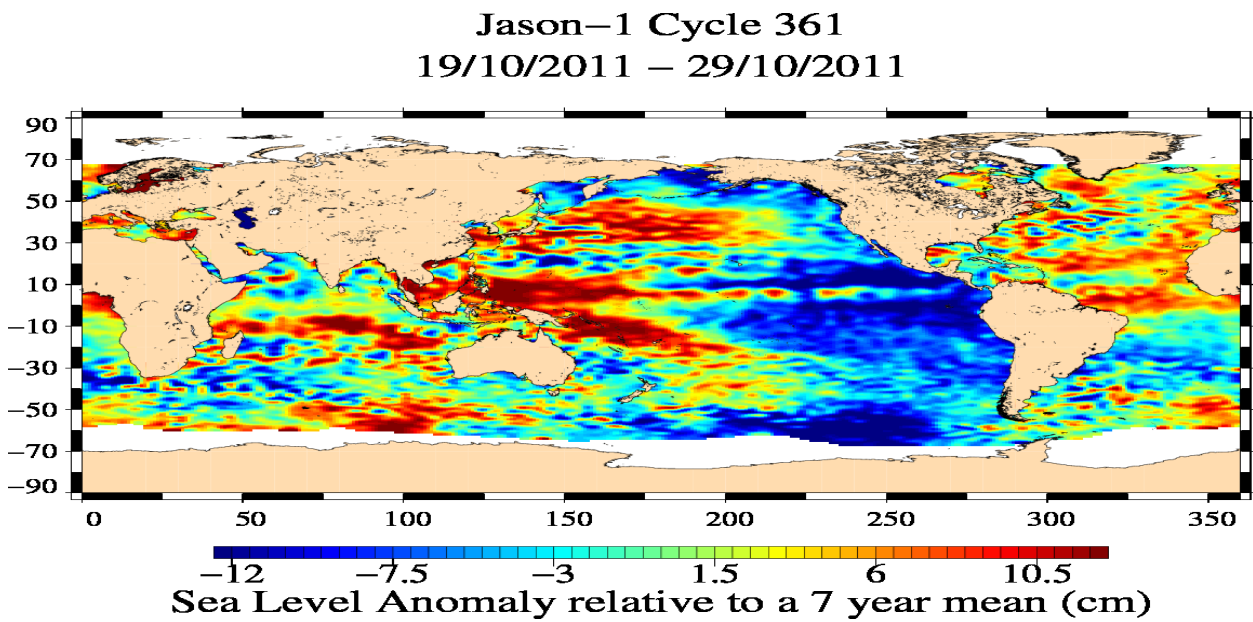 Jason−1 Cycle 361
19/10/2011 − 29/10/2011
90
70
50
30
10
−10
−30
−50
−70
−90
0 50 100 150 200 250 300 350
−12 −7.5 −3 1.5 6 10.5
Sea Level Anomaly relative to a 7 year mean (cm)